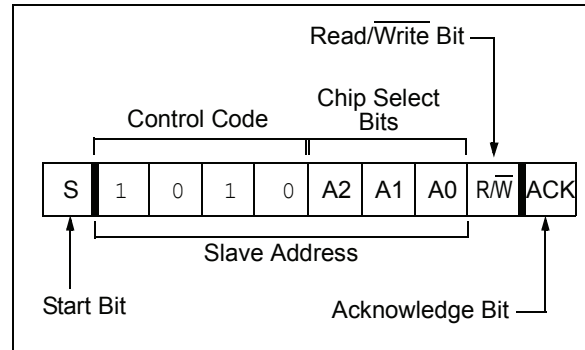 Read/Write Bit
Chip Select
Bits
Control Code
S 1 0 1 0 A2 A1 A0 R/W ACK
Slave Address
Start Bit
Acknowledge Bit